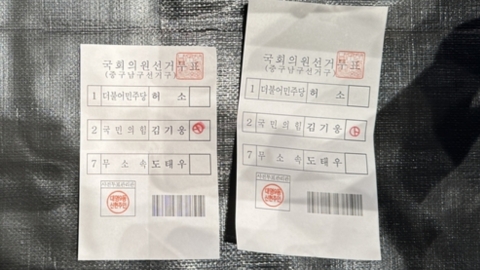 국회의원선거투표
(중구남구선거구)
1 더불어민주당 허 소
2 국민의힘 김기웅
7 무소속 도태우
국회의원선거투표
(중구남구선거구)
1 더불어민주당 허 소
2 국민의힘 김기웅
7 무소속 도태우